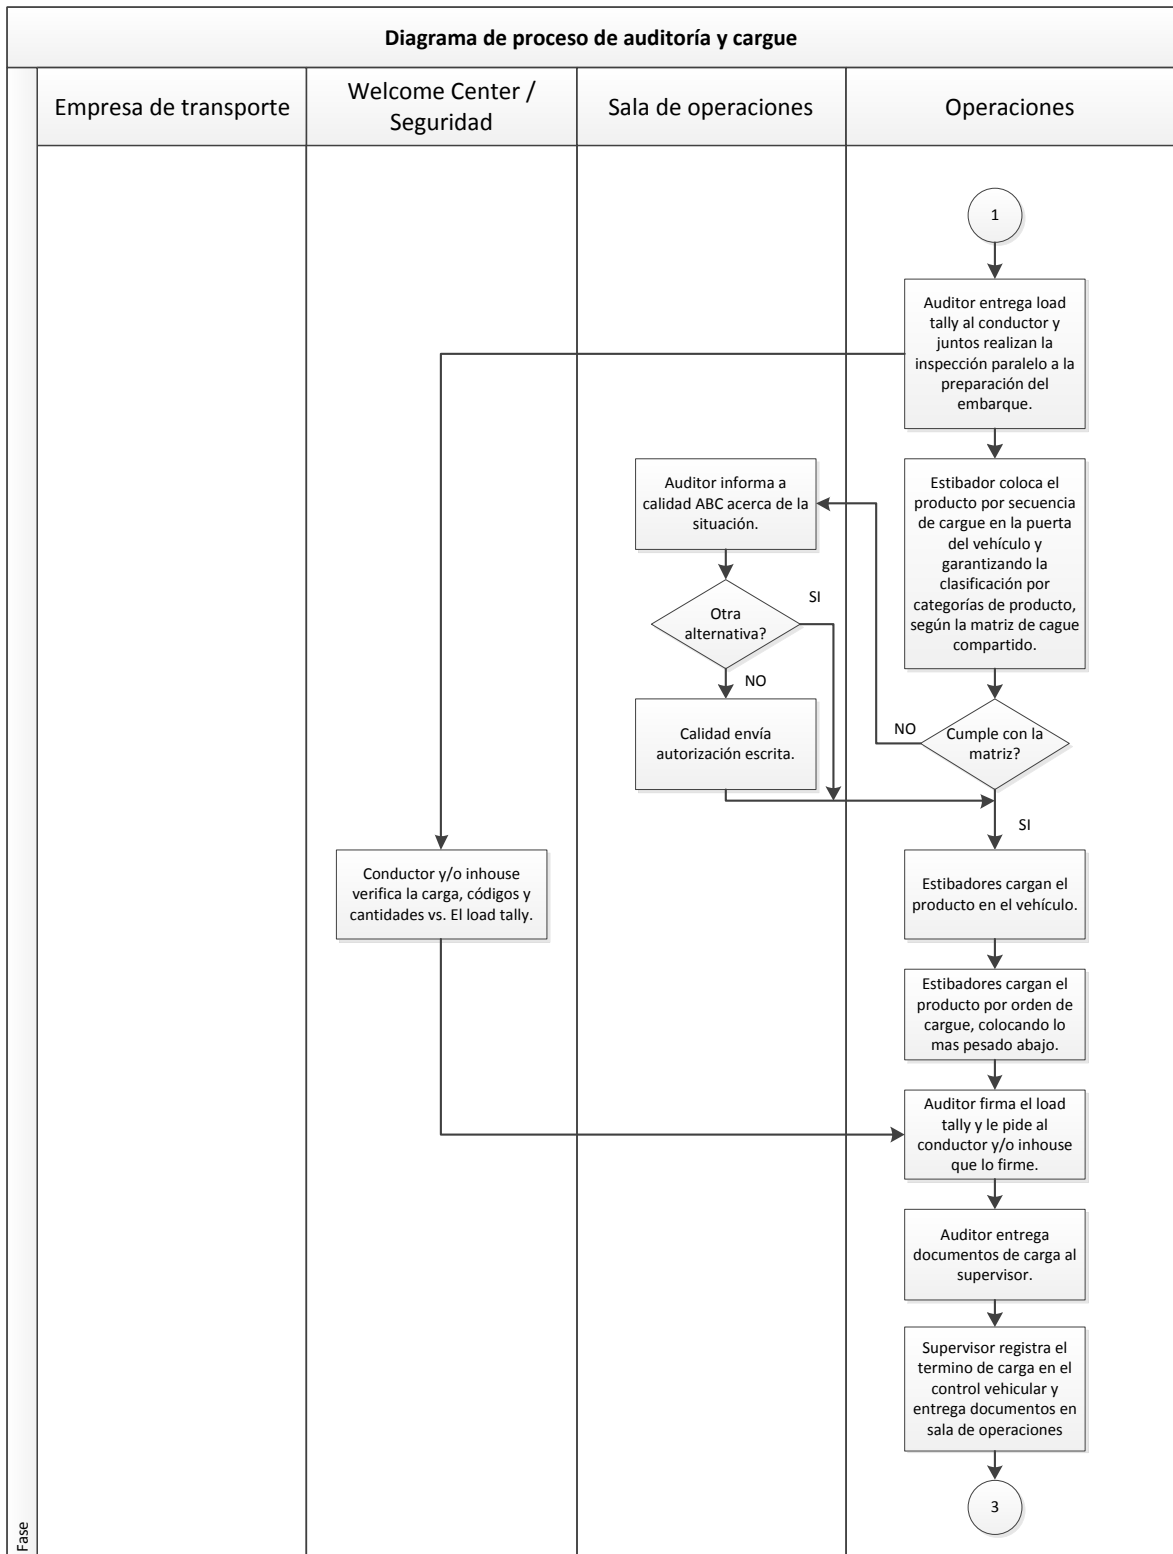 Diagrama de proceso de auditoría y cargue
Empresa de transporte
Welcome Center /
Seguridad
Sala de operaciones
Operaciones
1
Auditor entrega load
tally al conductor y
juntos realizan la
inspección paralelo a la
preparación del
embarque.
Auditor informa a
calidad ABC acerca de la
situación.
Estibador coloca el
producto por secuencia
de cargue en la puerta
del vehículo y
garantizando la
clasificación por
categorías de producto,
según la matriz de cague
compartido.
Otra
alternativa?
SI
NO
Calidad envía
autorización escrita.
NO
Cumple con la
matriz?
SI
Conductor y/o inhouse
verifica la carga, códigos y
cantidades vs. El load tally.
Estibadores cargan el
producto en el vehículo.
Estibadores cargan el
producto por orden de
cargue, colocando lo
mas pesado abajo.
Auditor firma el load
tally y le pide al
conductor y/o inhouse
que lo firme.
Auditor entrega
documentos de carga al
supervisor.
Supervisor registra el
termino de carga en el
control vehicular y
entrega documentos en
sala de operaciones
3
Fase